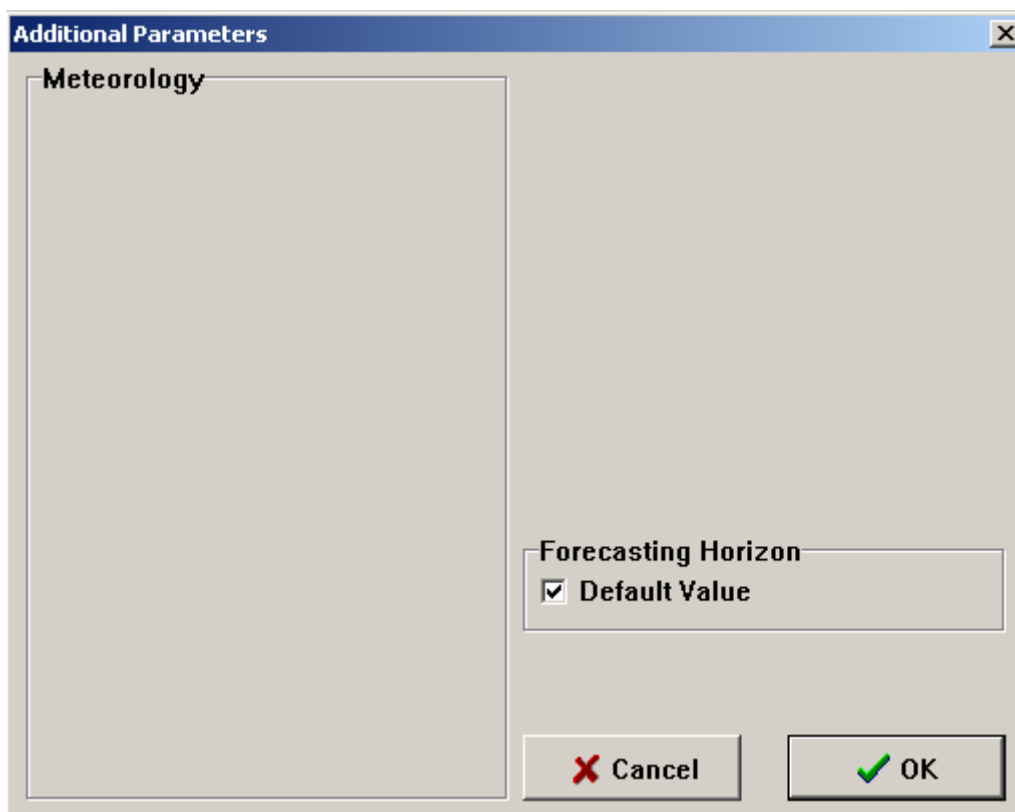 Additional Parameters
Meteorology
Forecasting Horizon
Default Value
Cancel
OK